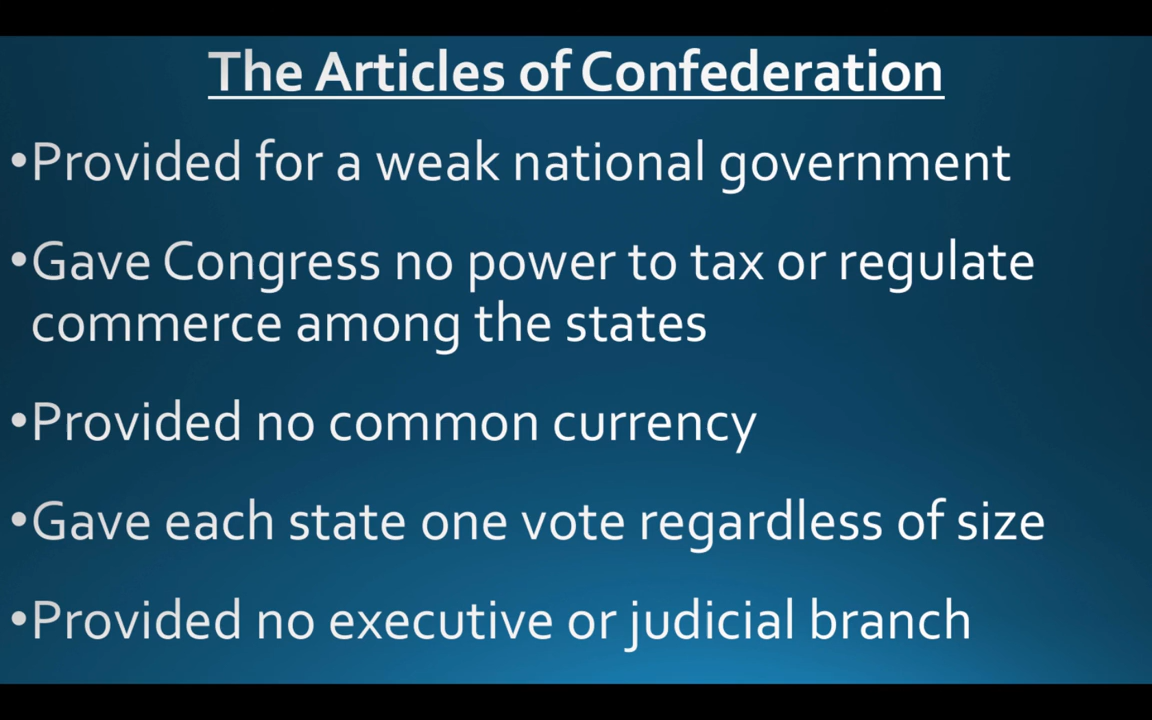 The Articles of Confederation
•Provided for a weak national government
•Gave Congress no power to tax or regulate
commerce among the states
•Provided no common currency
•Gave each state one vote regardless of size
•Provided no executive or judicial branch